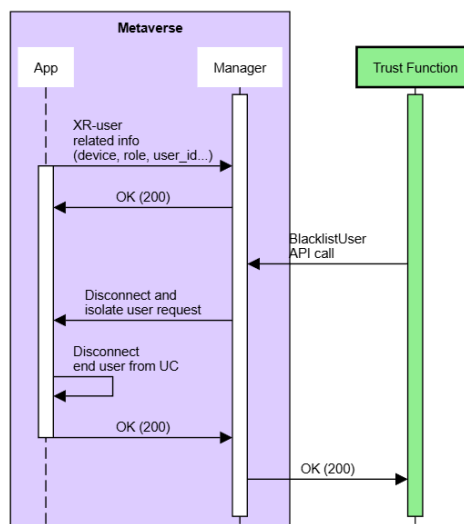 Metaverse
App
Manager
Trust Function
XR-user
related info
(device, role, user_id...)
OK (200)
BlacklistUser
API call
Disconnect and
isolate user request
Disconnect
end user from UC
OK (200)
OK (200)